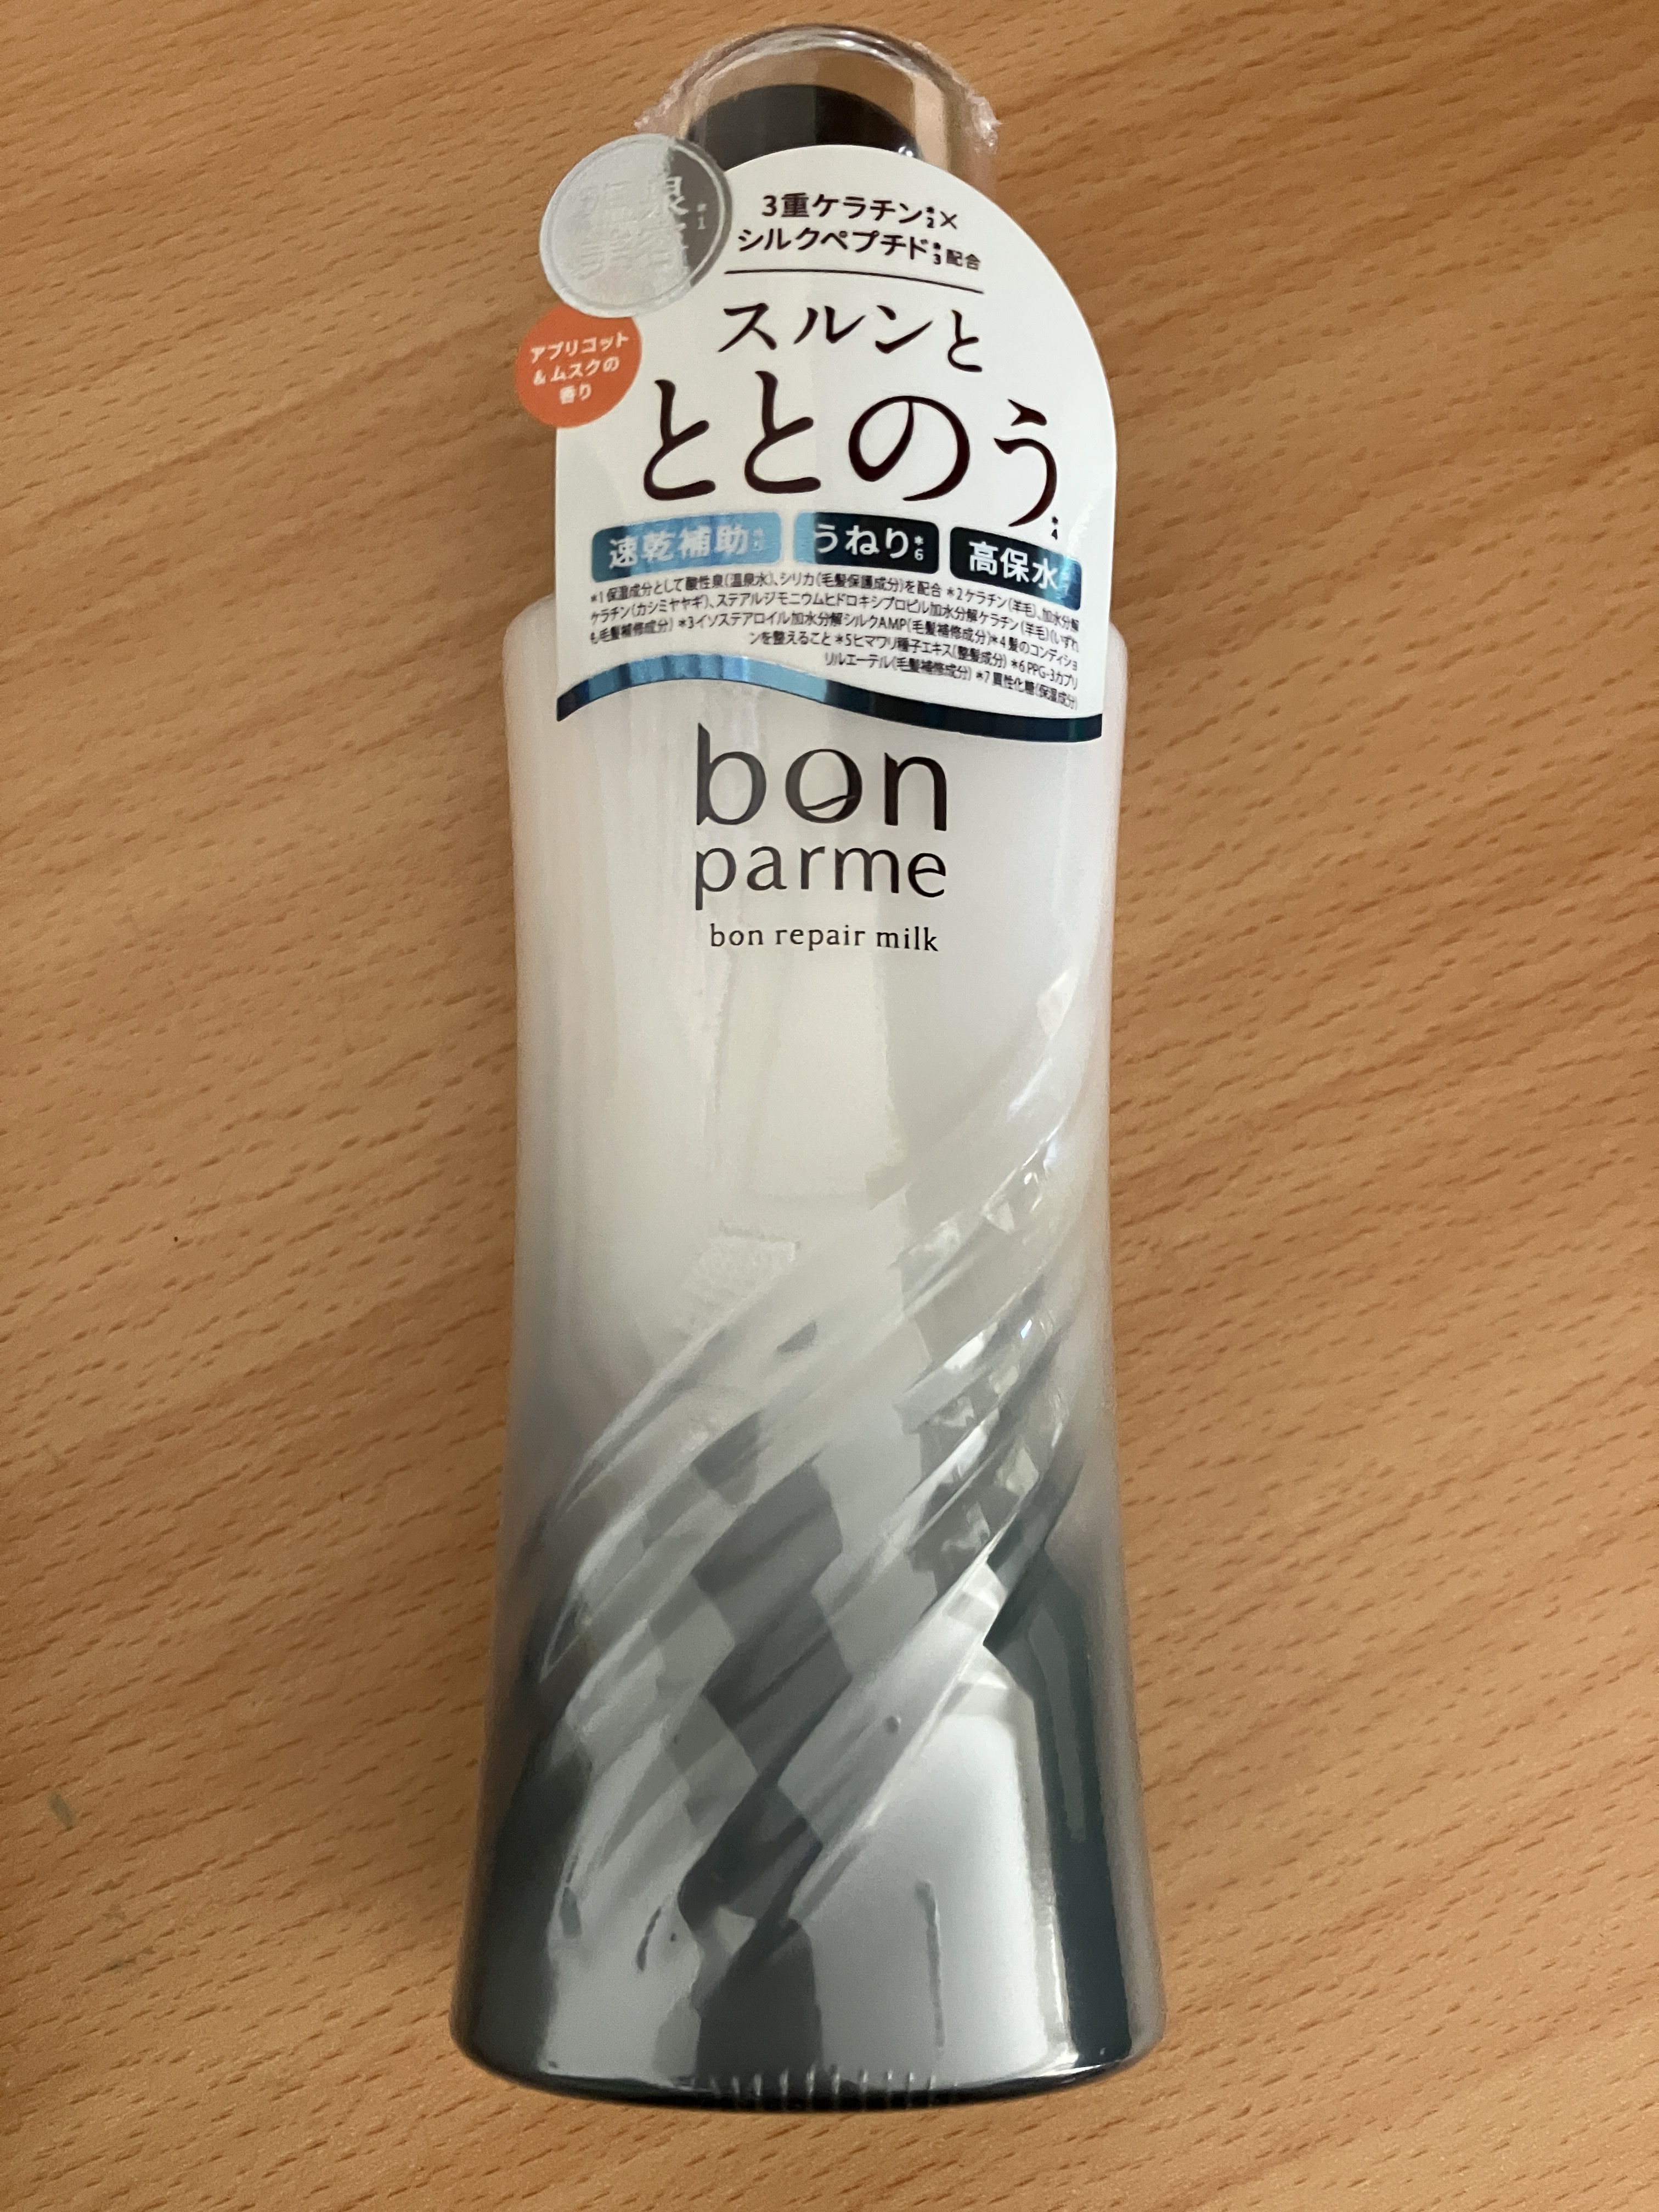 3重ケラチン*2×
シルクペプチド*3配合
スルンと
ととのう*4
アプリコット
&ムスクの
香り
速乾補助*5
うねり*6
高保水*7
*1保湿成分として酸性泉(温泉水)、シリカ(毛髪保護成分)を配合 *2ケラチン(羊毛)、加水分解
ケラチン(カシミヤヤギ)、ステアルジモニウムヒドロキシプロピル加水分解ケラチン(羊毛)(いずれ
も毛髪補修成分) *3イソステアロイル加水分解シルクAMP(毛髪補修成分)*4髪のコンディショ
ンを整えること *5ヒマワリ種子エキス(整髪成分) *6 PPG-3カプリ
リルエーテル(毛髪補修成分) *7異性化糖(保湿成分)
bon
parme
bon repair milk